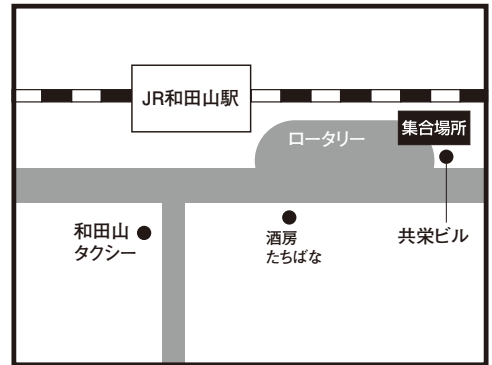 JR和田山駅
ロータリー
集合場所
和田山
タクシー
酒房
たちばな
共栄ビル